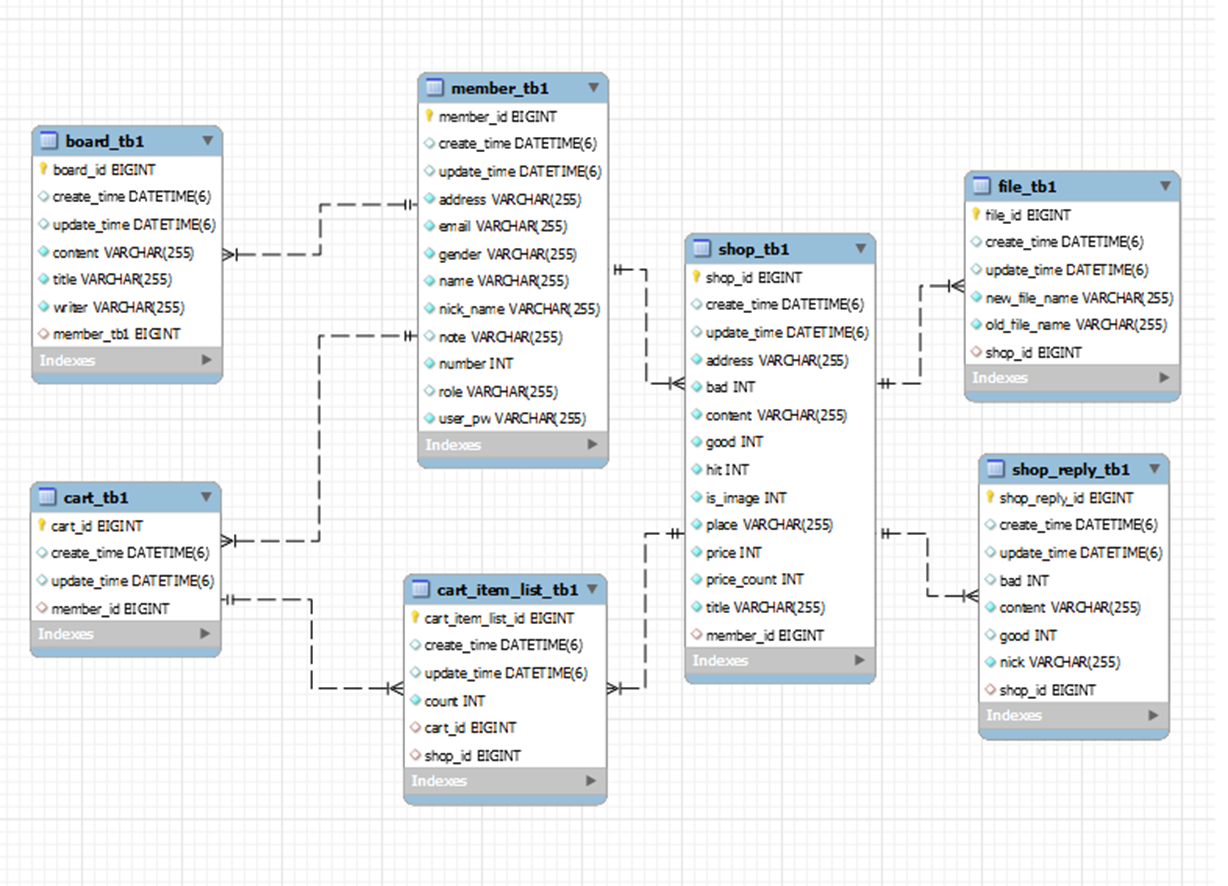 board_tb1
board_id BIGINT
create_time DATETIME(6)
update_time DATETIME(6)
content VARCHAR(255)
title VARCHAR(255)
writer VARCHAR(255)
member_tb1 BIGINT
Indexes
member_tb1
member_id BIGINT
create_time DATETIME(6)
update_time DATETIME(6)
address VARCHAR(255)
email VARCHAR(255)
gender VARCHAR(255)
name VARCHAR(255)
nick_name VARCHAR(255)
note VARCHAR(255)
number INT
role VARCHAR(255)
user_pw VARCHAR(255)
Indexes
cart_tb1
cart_id BIGINT
create_time DATETIME(6)
update_time DATETIME(6)
member_id BIGINT
Indexes
cart_item_list_tb1
cart_item_list_id BIGINT
create_time DATETIME(6)
update_time DATETIME(6)
count INT
cart_id BIGINT
shop_id BIGINT
Indexes
shop_tb1
shop_id BIGINT
create_time DATETIME(6)
update_time DATETIME(6)
address VARCHAR(255)
bad INT
content VARCHAR(255)
good INT
hit INT
is_image INT
place VARCHAR(255)
price INT
price_count INT
title VARCHAR(255)
member_id BIGINT
Indexes
file_tb1
file_id BIGINT
create_time DATETIME(6)
update_time DATETIME(6)
new_file_name VARCHAR(255)
old_file_name VARCHAR(255)
shop_id BIGINT
Indexes
shop_reply_tb1
shop_reply_id BIGINT
create_time DATETIME(6)
update_time DATETIME(6)
bad INT
content VARCHAR(255)
good INT
nick VARCHAR(255)
shop_id BIGINT
Indexes